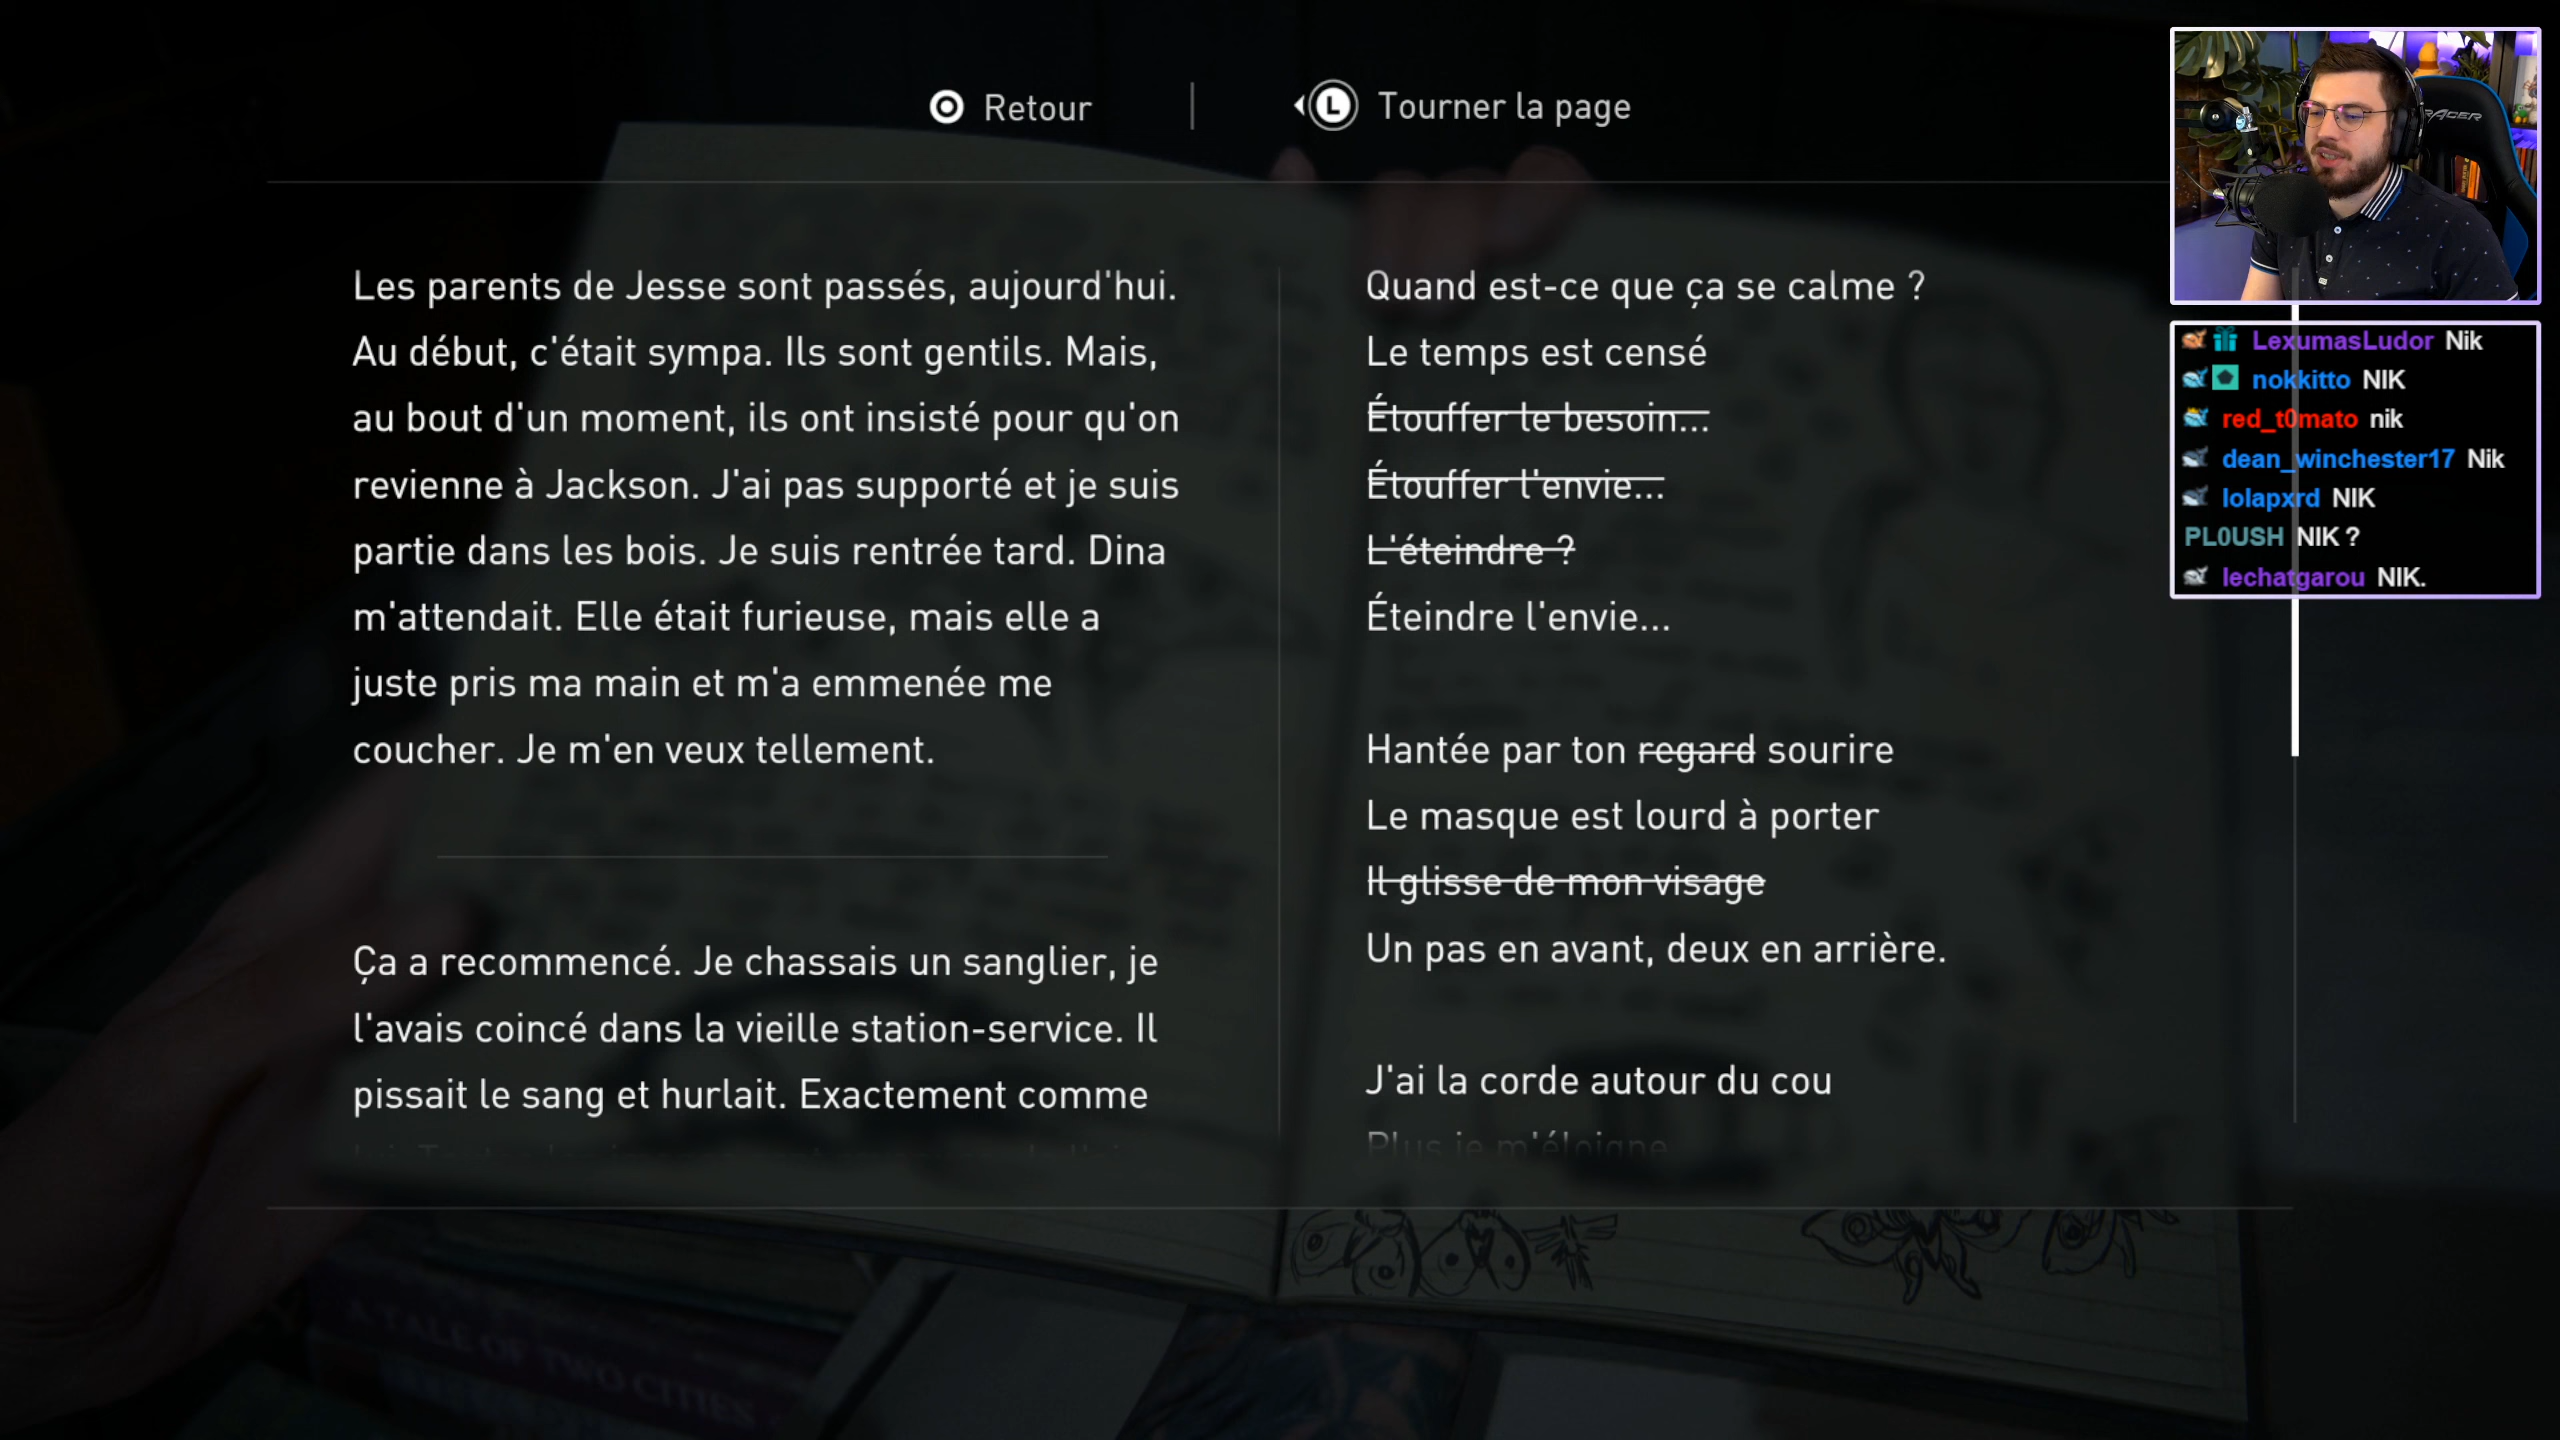 Retour
L Tourner la page
Les parents de Jesse sont passés, aujourd'hui.
Au début, c'était sympa. Ils sont gentils. Mais,
au bout d'un moment, ils ont insisté pour qu'on
revienne à Jackson. J'ai pas supporté et je suis
partie dans les bois. Je suis rentrée tard. Dina
m'attendait. Elle était furieuse, mais elle a
juste pris ma main et m'a emmenée me
coucher. Je m'en veux tellement.
Ça a recommencé. Je chassais un sanglier, je
l'avais coincé dans la vieille station-service. Il
pissait le sang et hurlait. Exactement comme
Quand est-ce que ça se calme ?
Le temps est censé
Étouffer le besoin...
Étouffer l'envie...
L'éteindre ?
Éteindre l'envie...
Hantée par ton regard sourire
Le masque est lourd à porter
Il glisse de mon visage
Un pas en avant, deux en arrière.
J'ai la corde autour du cou
Plus je m'éloigne
RACER
LexumasLudor Nik
nokkitto NIK
red_t0mato nik
dean_winchester17 Nik
lolapxrd NIK
PL0USH NIK ?
lechatgarou NIK.
A TALE OF TWO CITIES